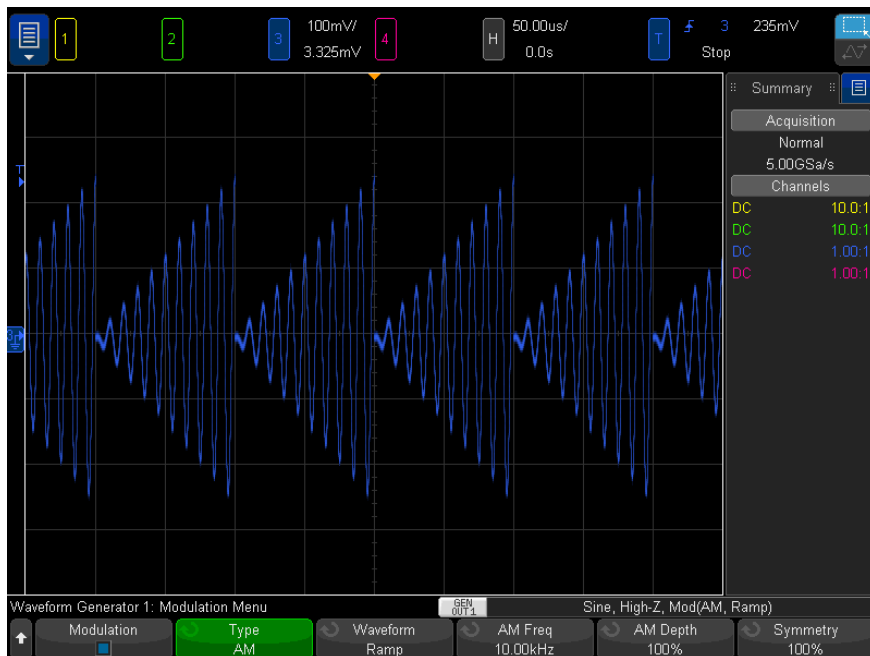 1 2 3 100mV/ 3.325mV 4 H 50.00us/ 0.0s T 3 235mV Stop
Summary
Acquisition
Normal
5.00GSa/s
Channels
DC 10.0:1
DC 10.0:1
DC 1.00:1
DC 1.00:1
T
3
Waveform Generator 1: Modulation Menu GEN OUT1 Sine, High-Z, Mod(AM, Ramp)
Modulation Type Waveform AM Freq AM Depth Symmetry
AM Ramp 10.00kHz 100% 100%